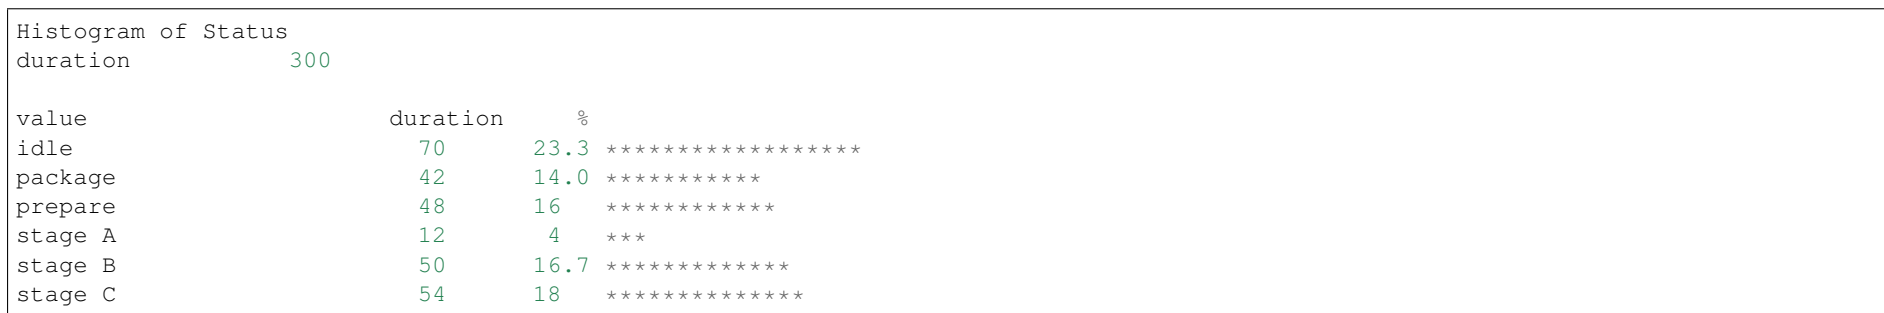 Histogram of Status
duration 300
value duration %
idle 70 23.3 ******************
package 42 14.0 ***********
prepare 48 16 ************
stage A 12 4 ***
stage B 50 16.7 *************
stage C 54 18 **************